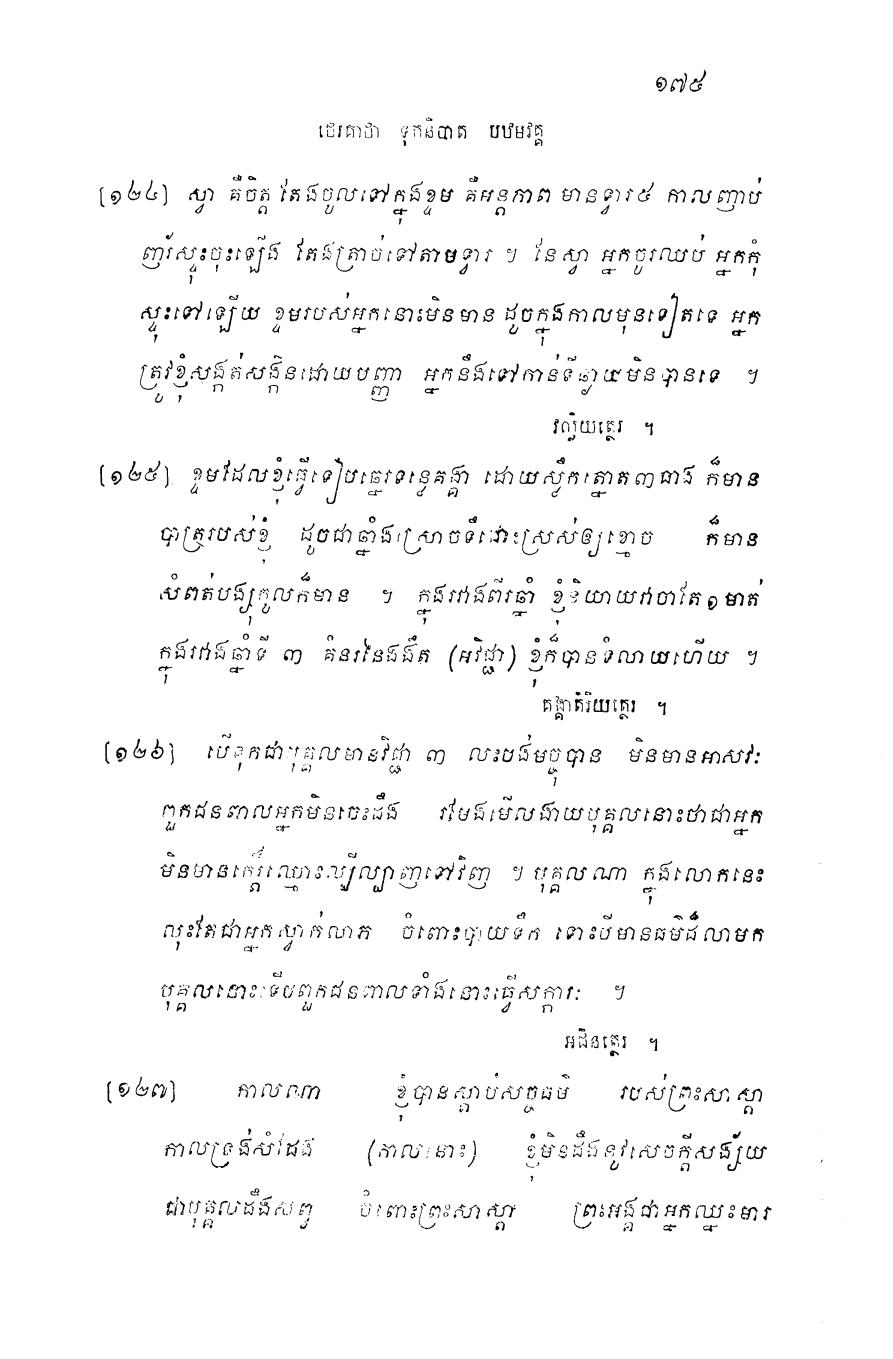 ១៧៥
ថេរគាថា ទុកនិបាត បឋមវគ្គ
[១២៤] ស្វា គឺចិត្ត តែងចូលទៅក្នុងខ្ទម គឺអត្តភាព មានទ្វារ៥ កាលញាប់
ញ័រស្ទុះចុះឡើង តែងត្រាច់ទៅតាមទ្វារ ។ នែស្វា អ្នកចូរឈប់ អ្នកកុំ
ស្ទុះទៅឡើយ ខ្ទមរបស់អ្នកនោះមិនមាន ដូចក្នុងកាលមុនទៀតទេ អ្នក
ត្រូវខ្ញុំសង្កត់សង្កិនដោយបញ្ញា អ្នកនឹងទៅកាន់ទីឆ្ងាយមិនបានទេ ។
វល្លិយត្ថេរ ។
[១២៥] ខ្ទមដែលខ្ញុំធ្វើទៀបឆ្នេរទន្លេគង្គា ដោយស្លឹកត្នោត៣ធាង ក៏មាន
បាត្ររបស់ខ្ញុំ ដូចជាឆ្នាំងស្រោចទឹកដោះស្រស់ឲ្យខ្មោច ក៏មាន
សំពត់បង្សុកូលក៏មាន ។ ក្នុងរវាងពីរឆ្នាំ ខ្ញុំនិយាយវាចាតែ១មាត់
ក្នុងរវាងឆ្នាំទី ៣ គំនរនៃងងឹត (អវិជ្ជា) ខ្ញុំក៏បានទំលាយហើយ ។
គង្គាតិរិយត្ថេរ ។
[១២៦] បើទុកជាបុគ្គលមានវិជ្ជា ៣ លះបង់មច្ចុបាន មិនមានអាសវៈ
ពួកជនពាលអ្នកមិនចេះដឹង រមែងមើលងាយបុគ្គលនោះថាជាអ្នក
មិនមានកេរ្តិ៍ឈ្មោះល្បីល្បាញទៅវិញ ។ បុគ្គលណា ក្នុងលោកនេះ
លុះតែជាអ្នកស្ទាក់លាភ ចំពោះបាយទឹក ទោះបីមានធម៌ដ៏លាមក
បុគ្គលនោះ ទើបពួកជនពាលទាំងនោះធ្វើសក្ការៈ ។
អជិនត្ថេរ ។
[១២៧] កាលណា ខ្ញុំបានស្តាប់សច្ចធម៌ របស់ព្រះសាស្តា
កាលទ្រង់សំដែង (កាលនោះ) ខ្ញុំមិនដឹងនូវសេចក្តីសង្ស័យ
ជាបុគ្គលដឹងសព្វ ចំពោះព្រះសាស្តា ព្រះអង្គជាអ្នកឈ្នះមារ